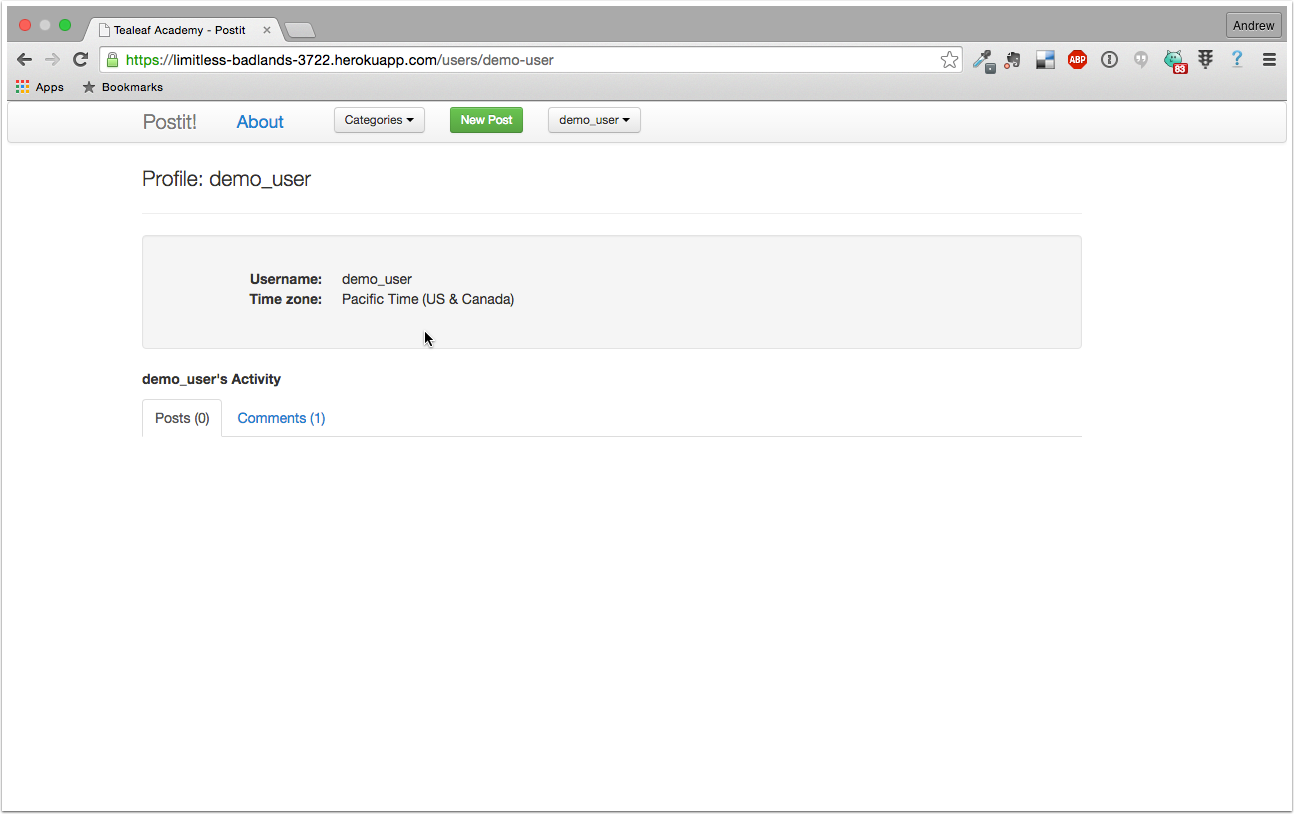 Tealeaf Academy - Postit
Andrew
https://limitless-badlands-3722.herokuapp.com/users/demo-user
ABP
83
?
Apps Bookmarks
Postit! About Categories New Post demo_user
Profile: demo_user
Username: demo_user
Time zone: Pacific Time (US & Canada)
demo_user's Activity
Posts (0) Comments (1)